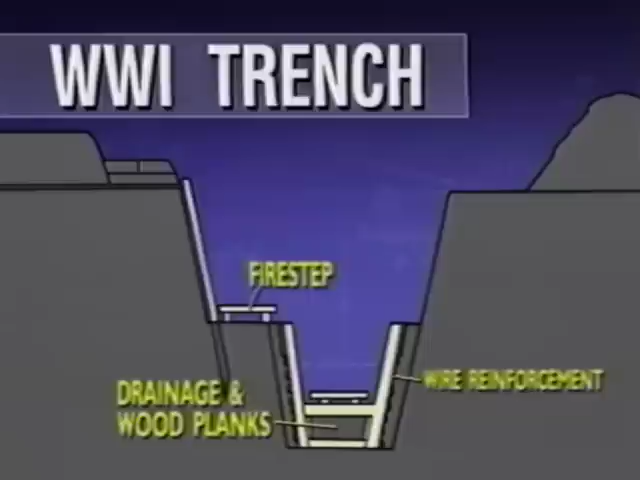 WWI TRENCH
FIRESTEP
WIRE REINFORCEMENT
DRAINAGE &
WOOD PLANKS